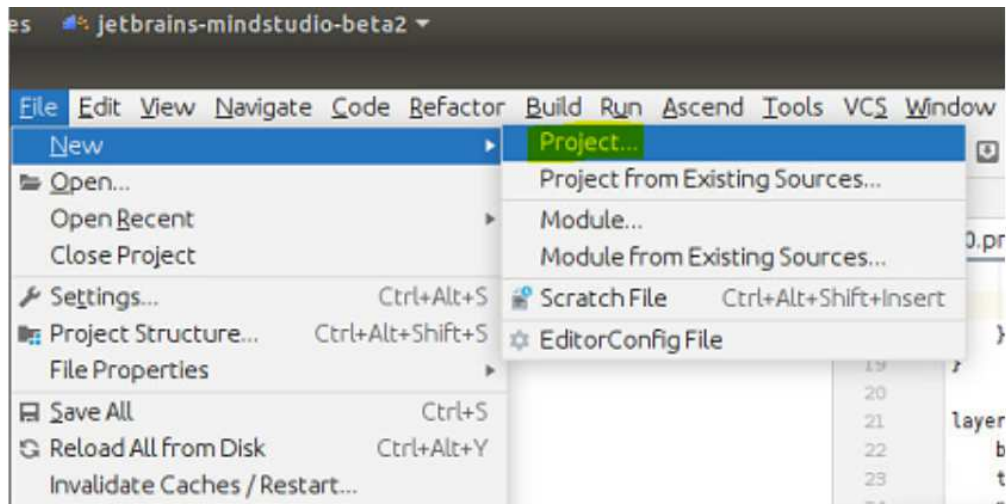 es jetbrains-mindstudio-beta2
File Edit View Navigate Code Refactor Build Run Ascend Tools VCS Window
New
Open...
Open Recent
Close Project
Settings... Ctrl+Alt+S
Project Structure... Ctrl+Alt+Shift+S
File Properties
Save All Ctrl+S
Reload All from Disk Ctrl+Alt+Y
Invalidate Caches / Restart...
Project...
Project from Existing Sources...
Module...
Module from Existing Sources...
Scratch File Ctrl+Alt+Shift+Insert
EditorConfig File
0.pr
}
19 }
20
21 layer
22 b
23 t